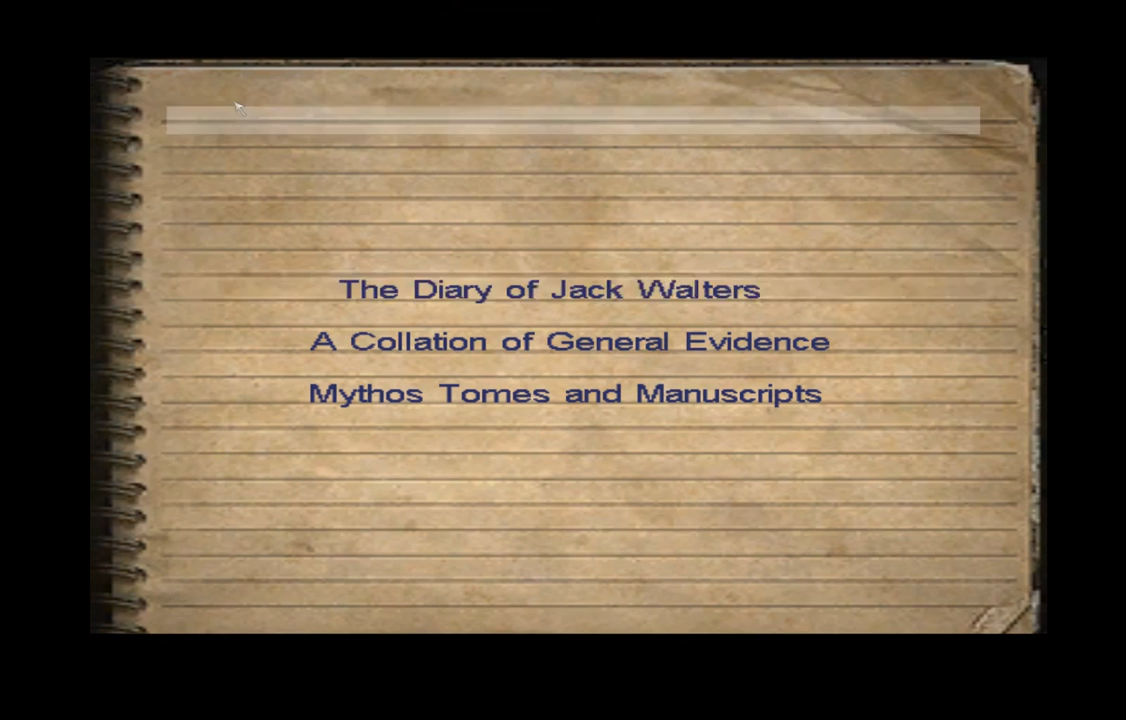 The Diary of Jack Walters
A Collation of General Evidence
Mythos Tomes and Manuscripts